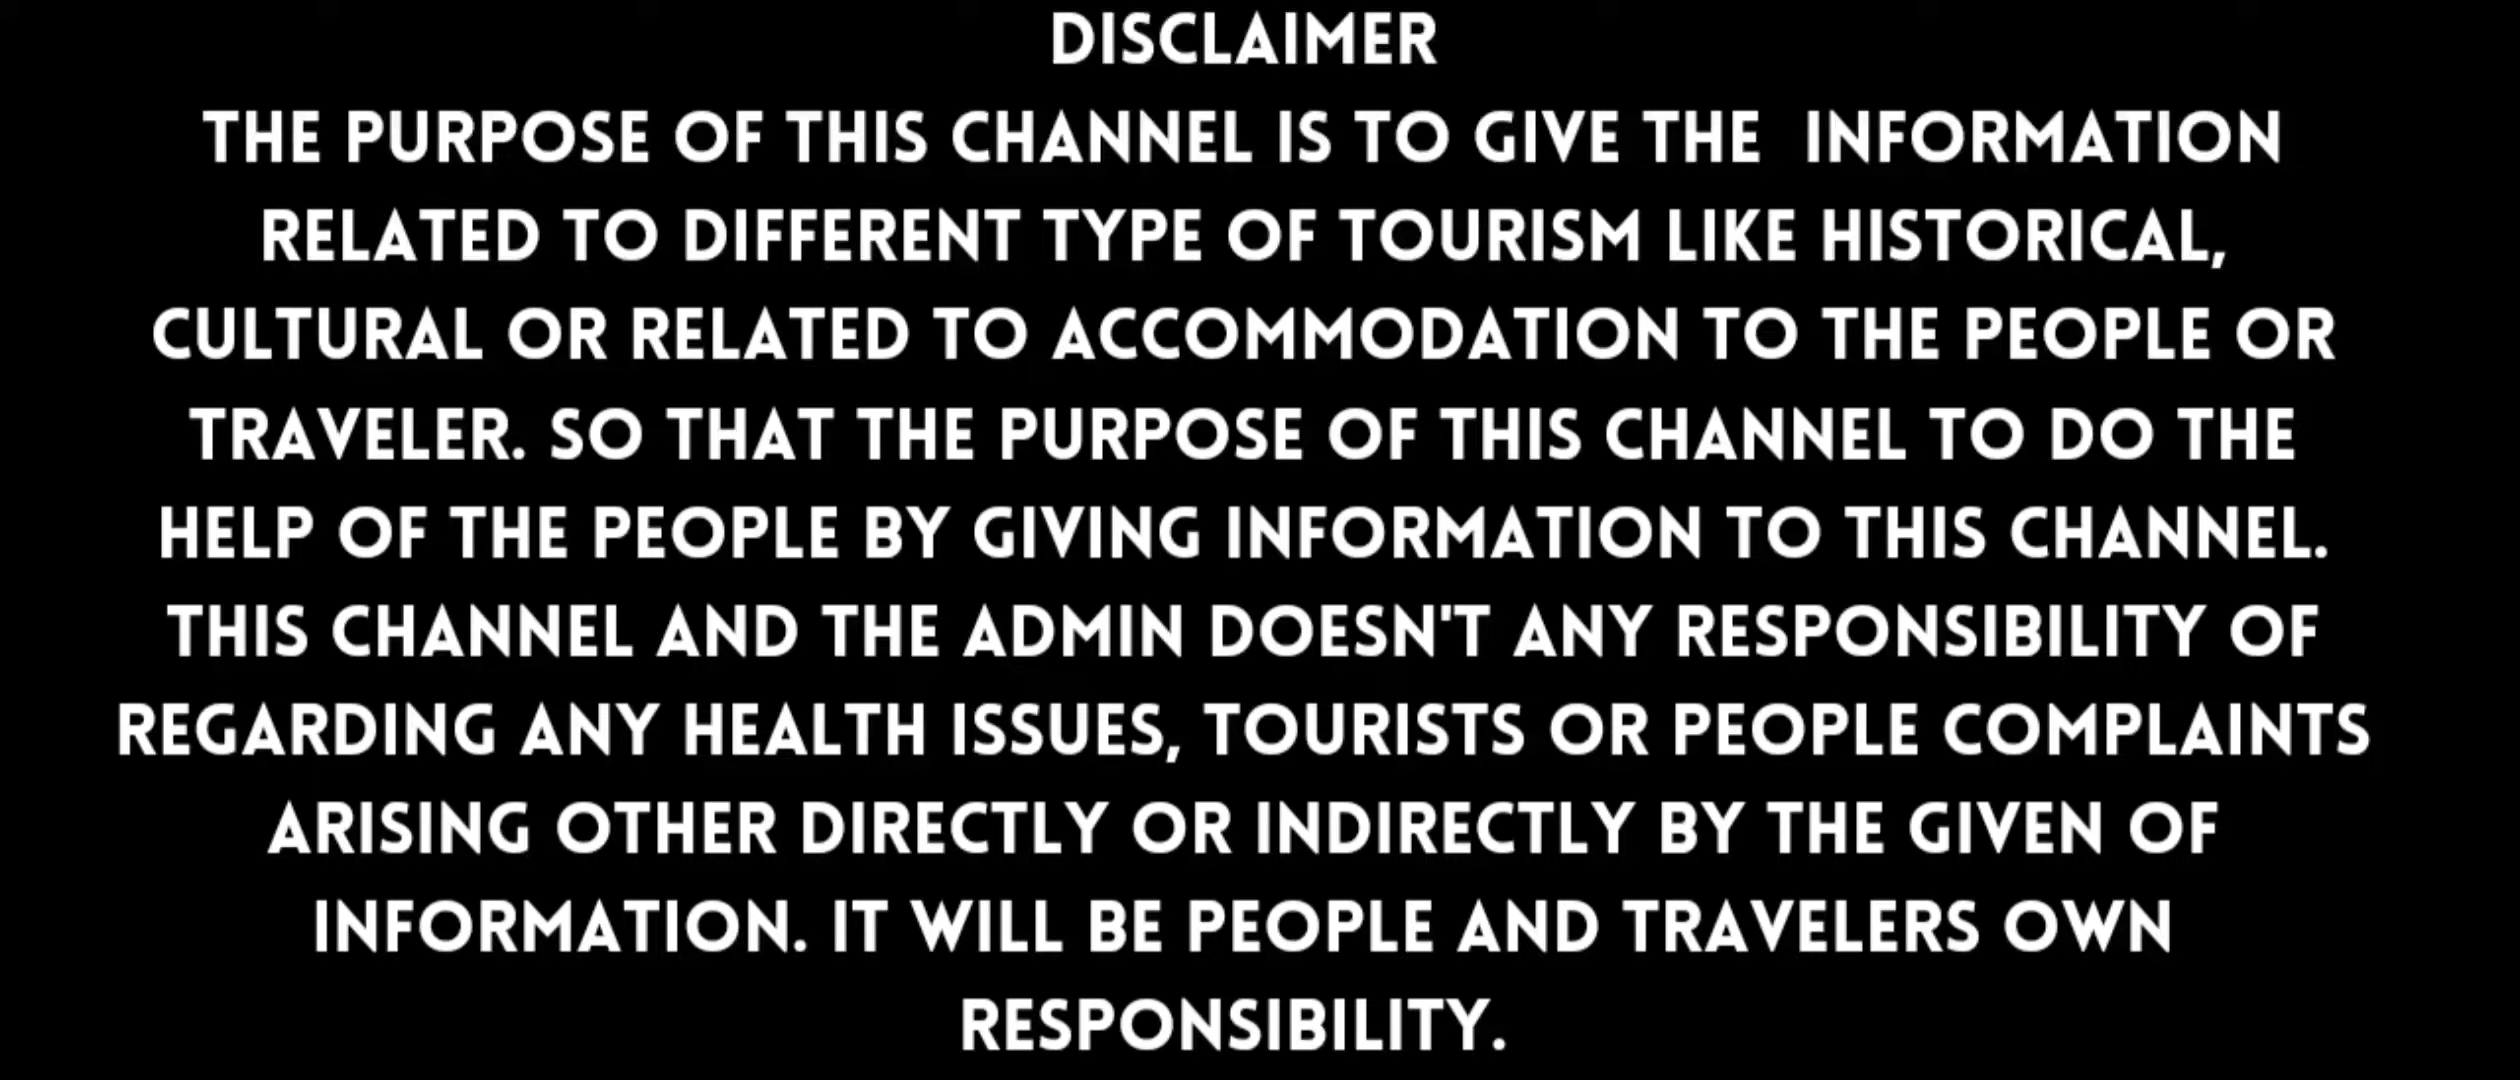 DISCLAIMER
THE PURPOSE OF THIS CHANNEL IS TO GIVE THE  INFORMATION
RELATED TO DIFFERENT TYPE OF TOURISM LIKE HISTORICAL,
CULTURAL OR RELATED TO ACCOMMODATION TO THE PEOPLE OR
TRAVELER. SO THAT THE PURPOSE OF THIS CHANNEL TO DO THE
HELP OF THE PEOPLE BY GIVING INFORMATION TO THIS CHANNEL.
THIS CHANNEL AND THE ADMIN DOESN'T ANY RESPONSIBILITY OF
REGARDING ANY HEALTH ISSUES, TOURISTS OR PEOPLE COMPLAINTS
ARISING OTHER DIRECTLY OR INDIRECTLY BY THE GIVEN OF
INFORMATION. IT WILL BE PEOPLE AND TRAVELERS OWN
RESPONSIBILITY.